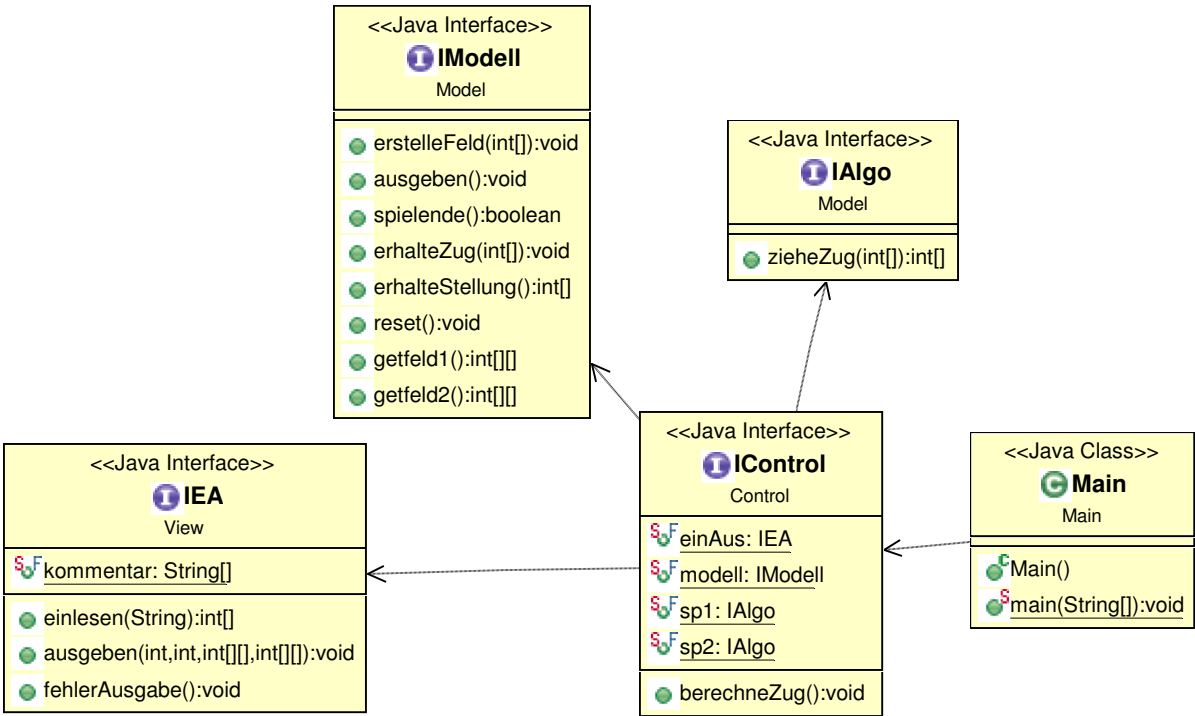 <<Java Interface>>
IModell
Model
erstelleFeld(int[]):void
ausgeben():void
spielende():boolean
erhalteZug(int[]):void
erhalteStellung():int[]
reset():void
getfeld1():int[][]
getfeld2():int[][]
<<Java Interface>>
IAlgo
Model
zieheZug(int[]):int[]
<<Java Interface>>
IEA
View
kommentar: String[]
einlesen(String):int[]
ausgeben(int,int,int[][],int[][]):void
fehlerAusgabe():void
<<Java Interface>>
IControl
Control
einAus: IEA
modell: IModell
sp1: IAlgo
sp2: IAlgo
berechneZug():void
<<Java Class>>
Main
Main
Main()
main(String[]):void